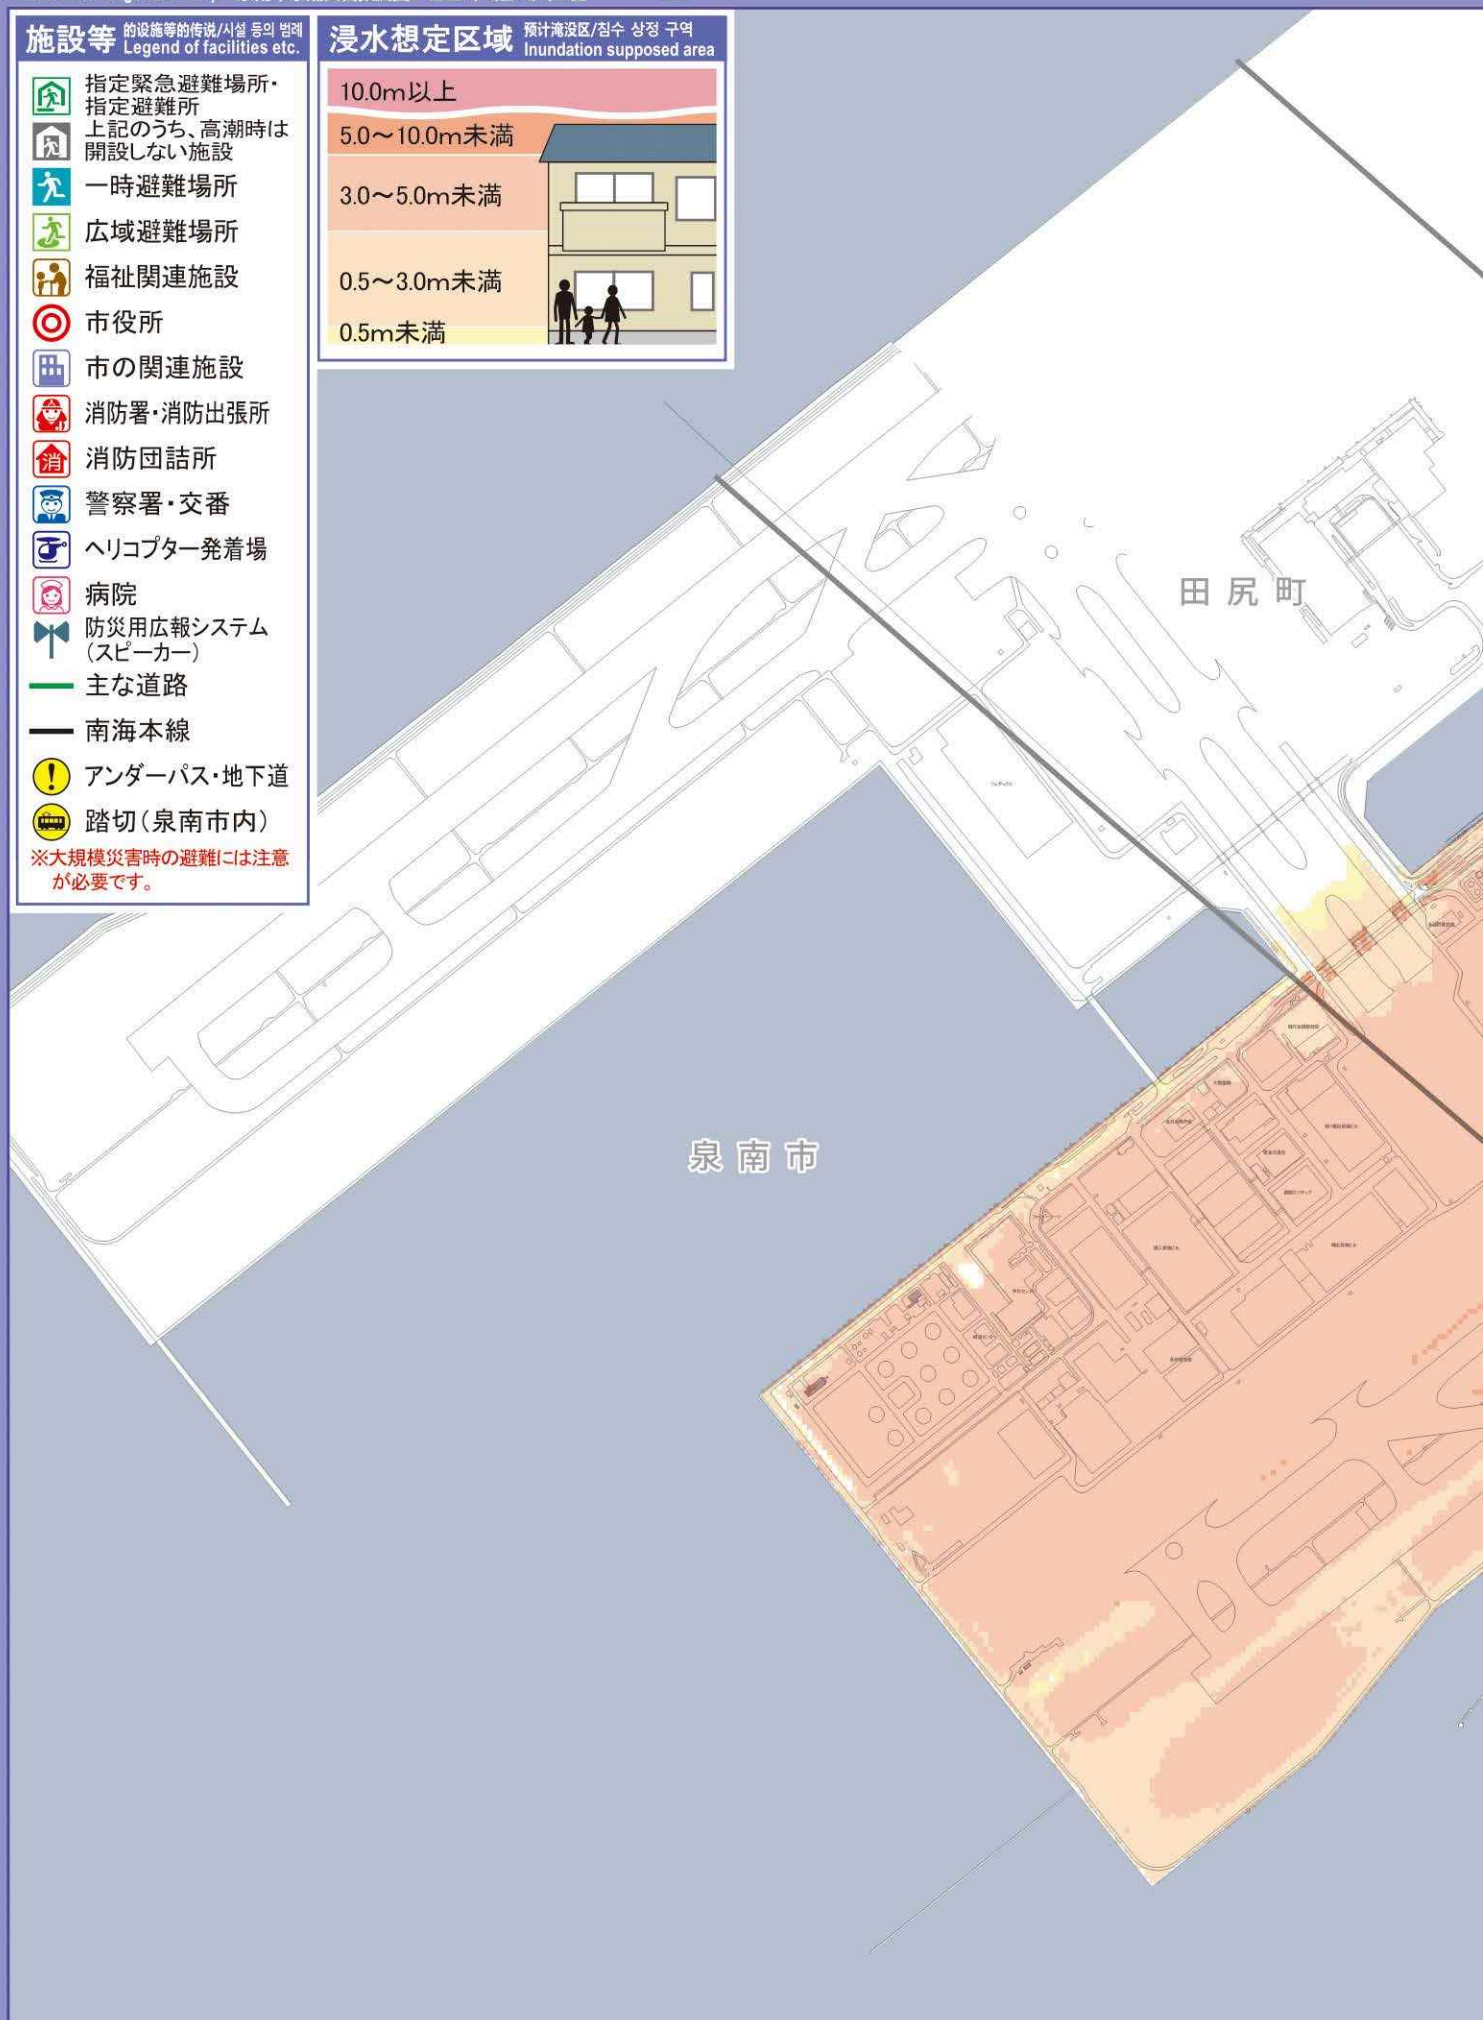 施設等 的设施等的传说/시설 등의 범례
Legend of facilities etc.
指定緊急避難場所・
指定避難所
上記のうち、高潮時は
開設しない施設
一時避難場所
広域避難場所
福祉関連施設
市役所
市の関連施設
消防署・消防出張所
消
消防団詰所
警察署・交番
ヘリコプター発着場
病院
防災用広報システム
(スピーカー)
主な道路
南海本線
アンダーパス・地下道
踏切(泉南市内)
※大規模災害時の避難には注意
が必要です。
浸水想定区域 预计淹没区/침수 상정 구역
Inundation supposed area
10.0m以上
5.0～10.0m未満
3.0～5.0m未満
0.5～3.0m未満
0.5m未満
田尻町
泉南市